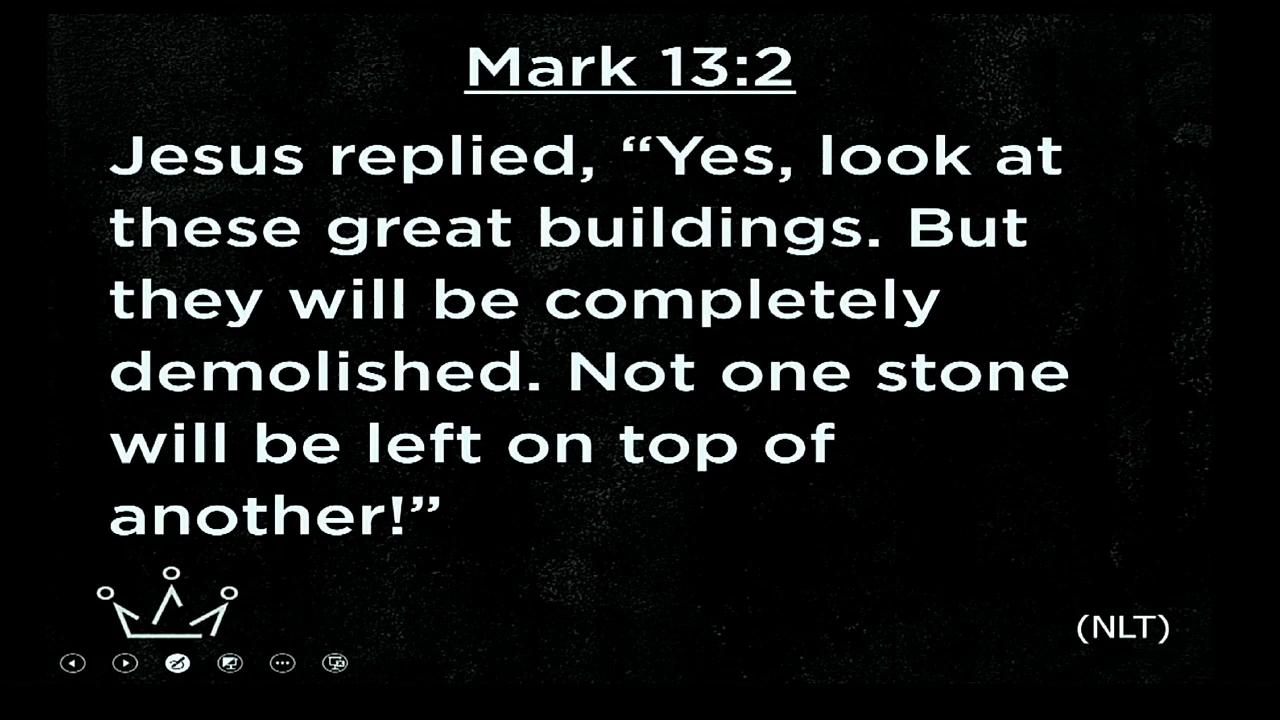 Mark 13:2
Jesus replied, “Yes, look at
these great buildings. But
they will be completely
demolished. Not one stone
will be left on top of
another!”
(NLT)